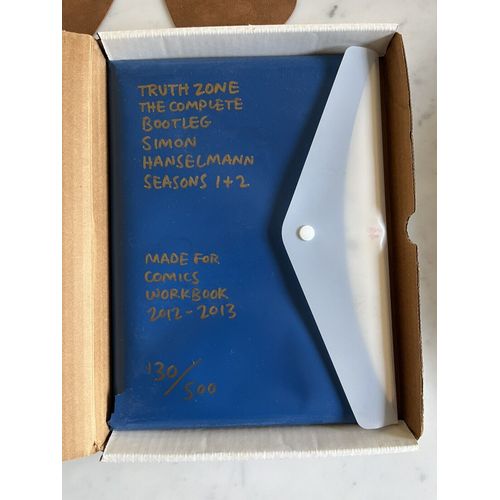 TRUTH ZONE
THE COMPLETE
BOOTLEG
SIMON
HANSELMANN
SEASONS 1+2
MADE FOR
COMICS
WORKBOOK
2012-2013
130/500